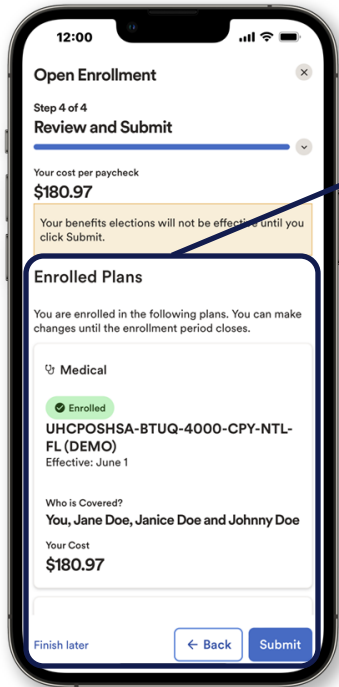 12:00
Open Enrollment
Step 4 of 4
Review and Submit
Your cost per paycheck
$180.97
Your benefits elections will not be effective until you
click Submit.
Enrolled Plans
You are enrolled in the following plans. You can make
changes until the enrollment period closes.
Medical
Enrolled
UHCPOSHSA-BTUQ-4000-CPY-NTL-
FL (DEMO)
Effective: June 1
Who is Covered?
You, Jane Doe, Janice Doe and Johnny Doe
Your Cost
$180.97
Finish later
← Back
Submit